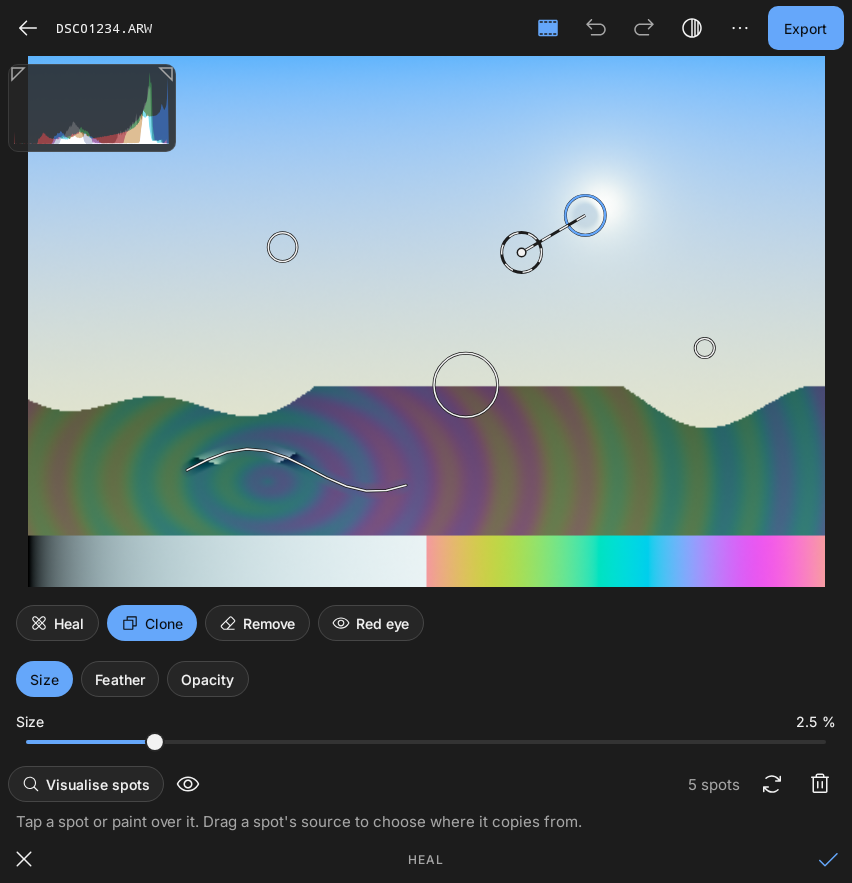 DSC01234.ARW
Export
Heal
Clone
Remove
Red eye
Size
Feather
Opacity
Size
2.5 %
Visualise spots
5 spots
Tap a spot or paint over it. Drag a spot's source to choose where it copies from.
HEAL